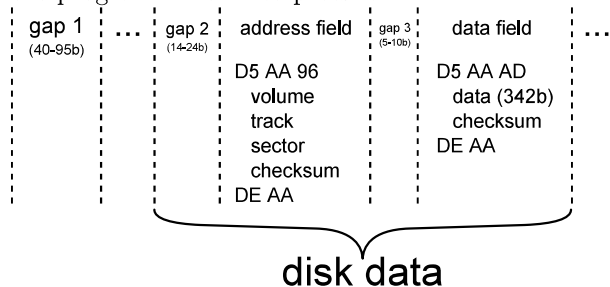 gap 1
(40-95b)
...
gap 2
(14-24b)
address field
D5 AA 96
volume
track
sector
checksum
DE AA
gap 3
(5-10b)
data field
D5 AA AD
data (342b)
checksum
DE AA
...
disk data